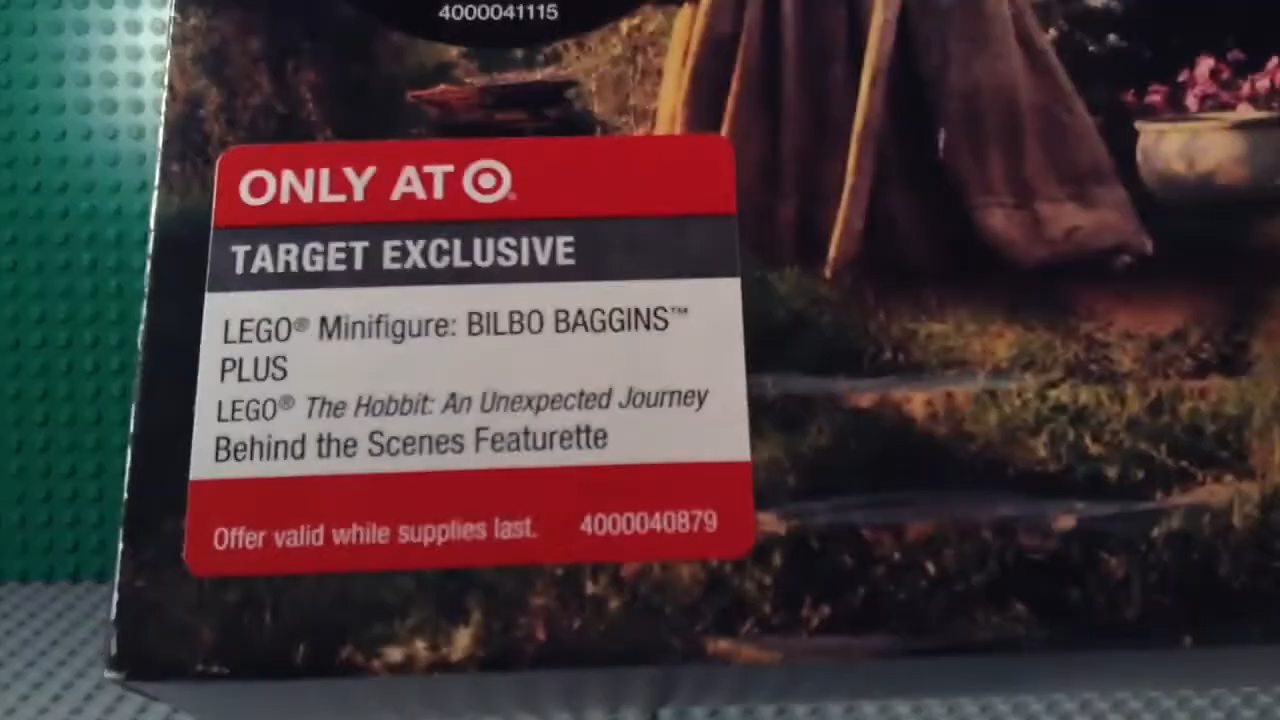 4000041115
ONLY AT
TARGET EXCLUSIVE
LEGO® Minifigure: BILBO BAGGINS™
PLUS
LEGO® The Hobbit: An Unexpected Journey
Behind the Scenes Featurette
Offer valid while supplies last. 4000040879